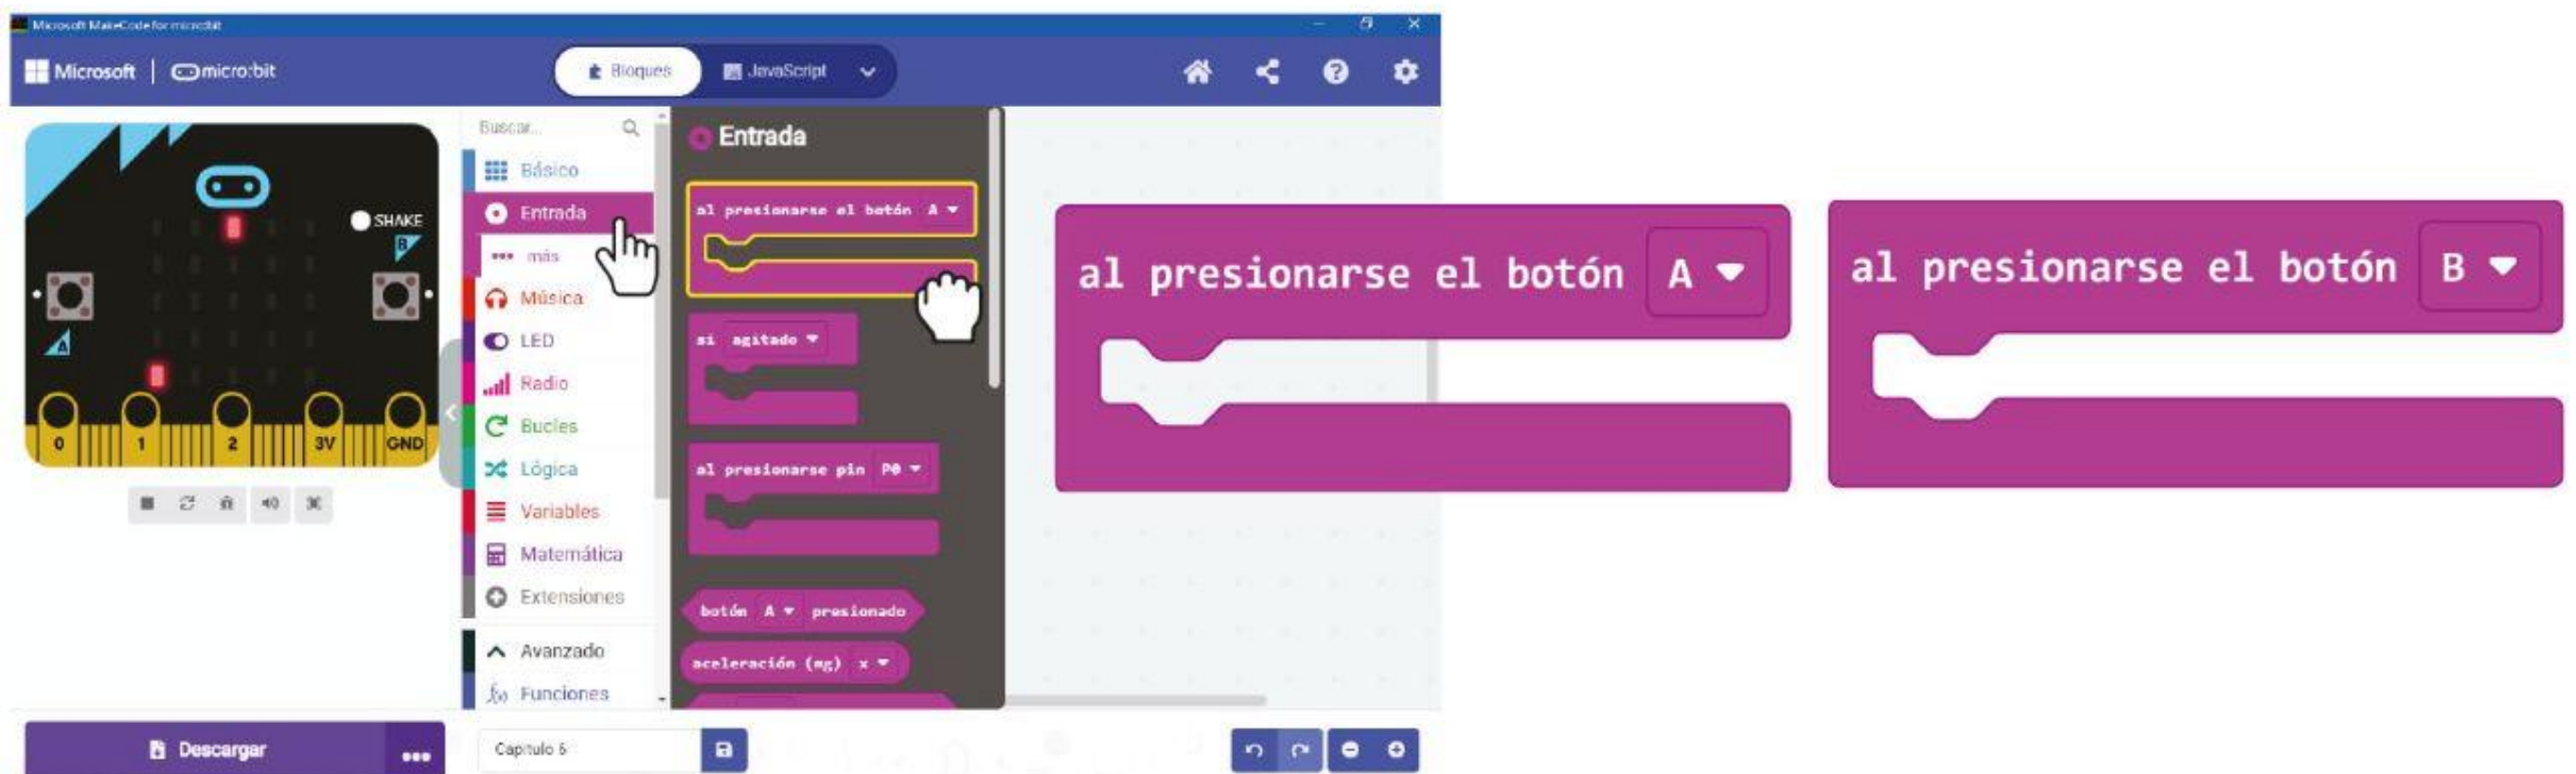 Microsoft MakeCode for micro:bit
Microsoft | micro:bit
Bloques
JavaScript
SHAKE
B
A
0 1 2 3V GND
Buscar...
Básico
Entrada
más
Música
LED
Radio
Bucles
Lógica
Variables
Matemática
Extensiones
Avanzado
Funciones
Entrada
al presionarse el botón A
si agitado
al presionarse pin P0
botón A presionado
aceleración (mg) x
al presionarse el botón A
al presionarse el botón B
Descargar
Capitulo 6